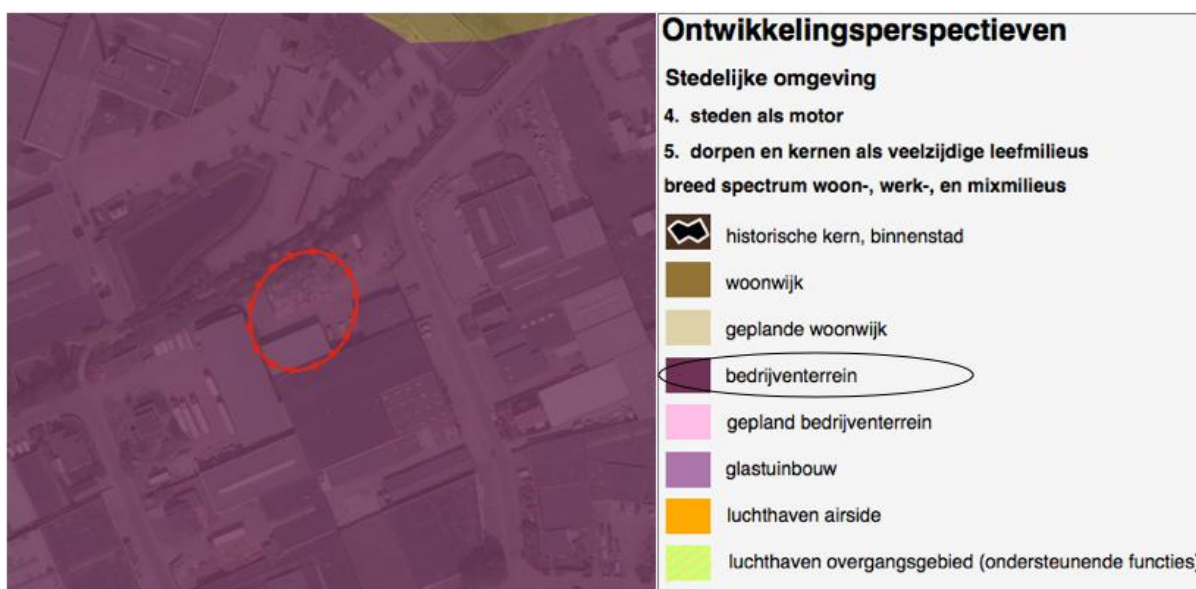 Ontwikkelingsperspectieven
Stedelijke omgeving
4. steden als motor
5. dorpen en kernen als veelzijdige leefmilieus
breed spectrum woon-, werk-, en mixmilieus
historische kern, binnenstad
woonwijk
geplande woonwijk
bedrijventerrein
gepland bedrijventerrein
glastuinbouw
luchthaven airside
luchthaven overgangsgebied (ondersteunende functies)